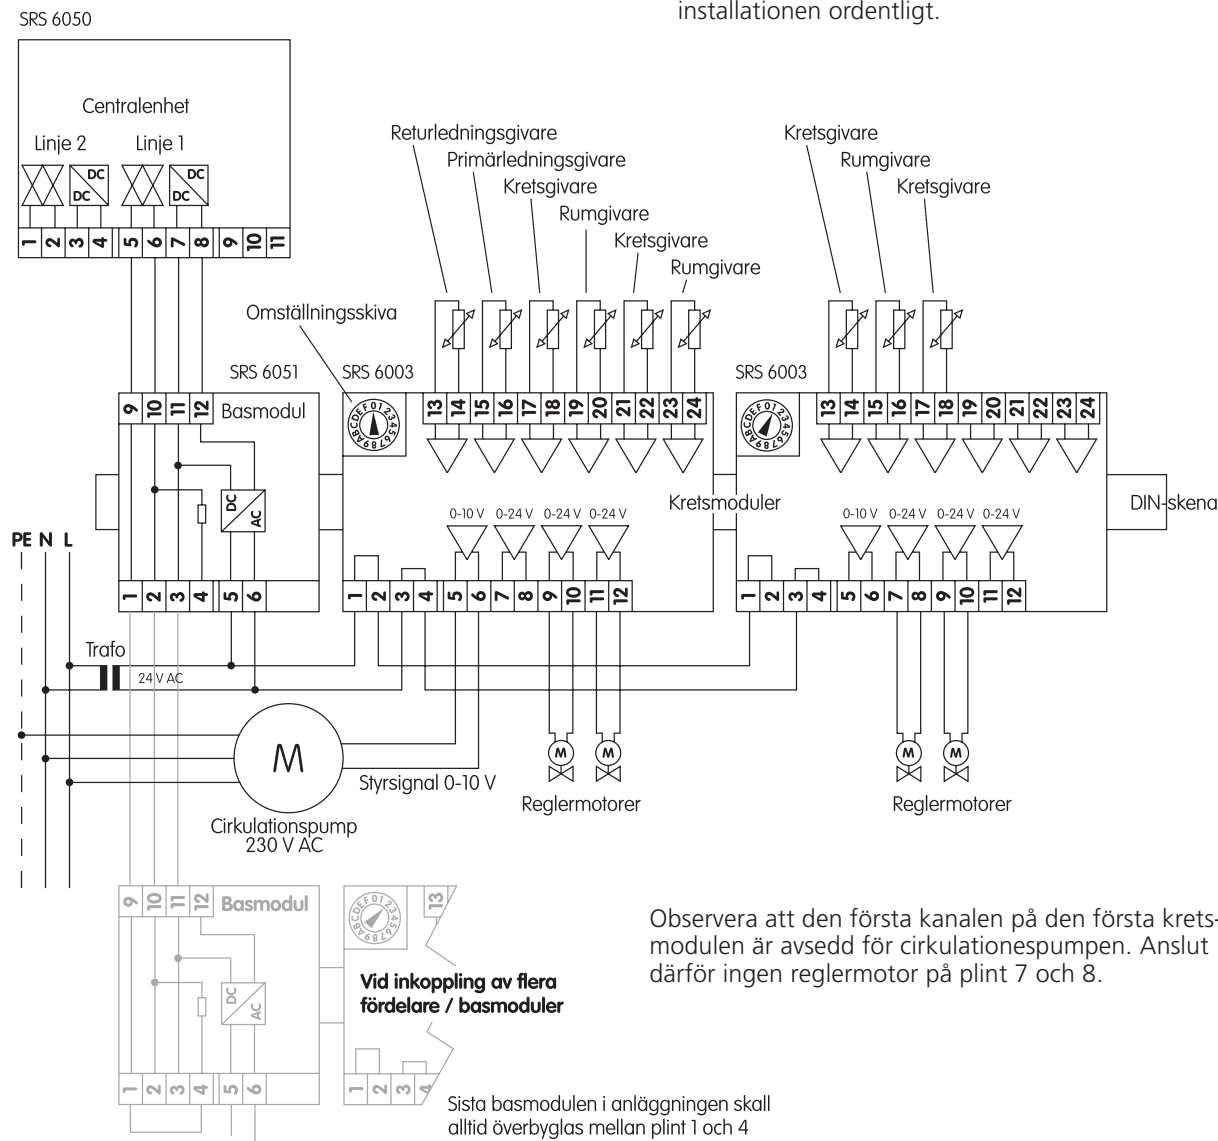 installationen ordentligt.
SRS 6050
Centralenhet
Linje 2 Linje 1
DC DC
DC DC
1 2 3 4 5 6 7 8 9 10 11
Returledningsgivare
Primärledningsgivare
Kretsgivare
Rumgivare
Kretsgivare
Rumgivare
Kretsgivare
Rumgivare
Kretsgivare
Omställningsskiva
SRS 6051 SRS 6003 SRS 6003
9 10 11 12 Basmodul
0123456789ABCDEF
13 14 15 16 17 18 19 20 21 22 23 24
0123456789ABCDEF
13 14 15 16 17 18 19 20 21 22 23 24
DC
AC
Kretsmoduler
DIN-skena
0-10 V 0-24 V 0-24 V 0-24 V
0-10 V 0-24 V 0-24 V 0-24 V
PE N L
1 2 3 4 5 6
1 2 3 4 5 6 7 8 9 10 11 12
1 2 3 4 5 6 7 8 9 10 11 12
Trafo
24 V AC
M
M M
M M
Styrsignal 0-10 V
Reglermotorer
Reglermotorer
Cirkulationspump
230 V AC
9 10 11 12 Basmodul
0123456789ABCDEF
13
DC
AC
Vid inkoppling av flera
fördelare / basmoduler
1 2 3 4 5 6
1 2 3 4
Sista basmodulen i anläggningen skall
alltid överbyglas mellan plint 1 och 4
Observera att den första kanalen på den första krets-
modulen är avsedd för cirkulationespumpen. Anslut
därför ingen reglermotor på plint 7 och 8.